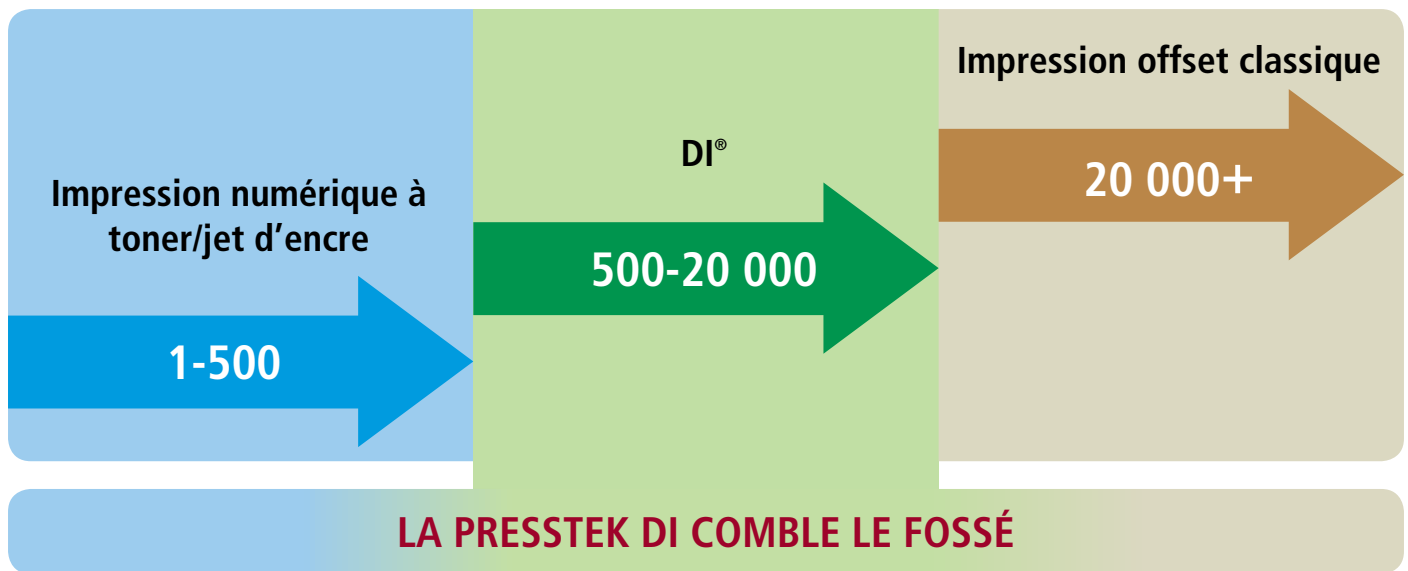 Impression numérique à
toner/jet d’encre
1-500
DI®
500-20 000
Impression offset classique
20 000+
LA PRESSTEK DI COMBLE LE FOSSÉ